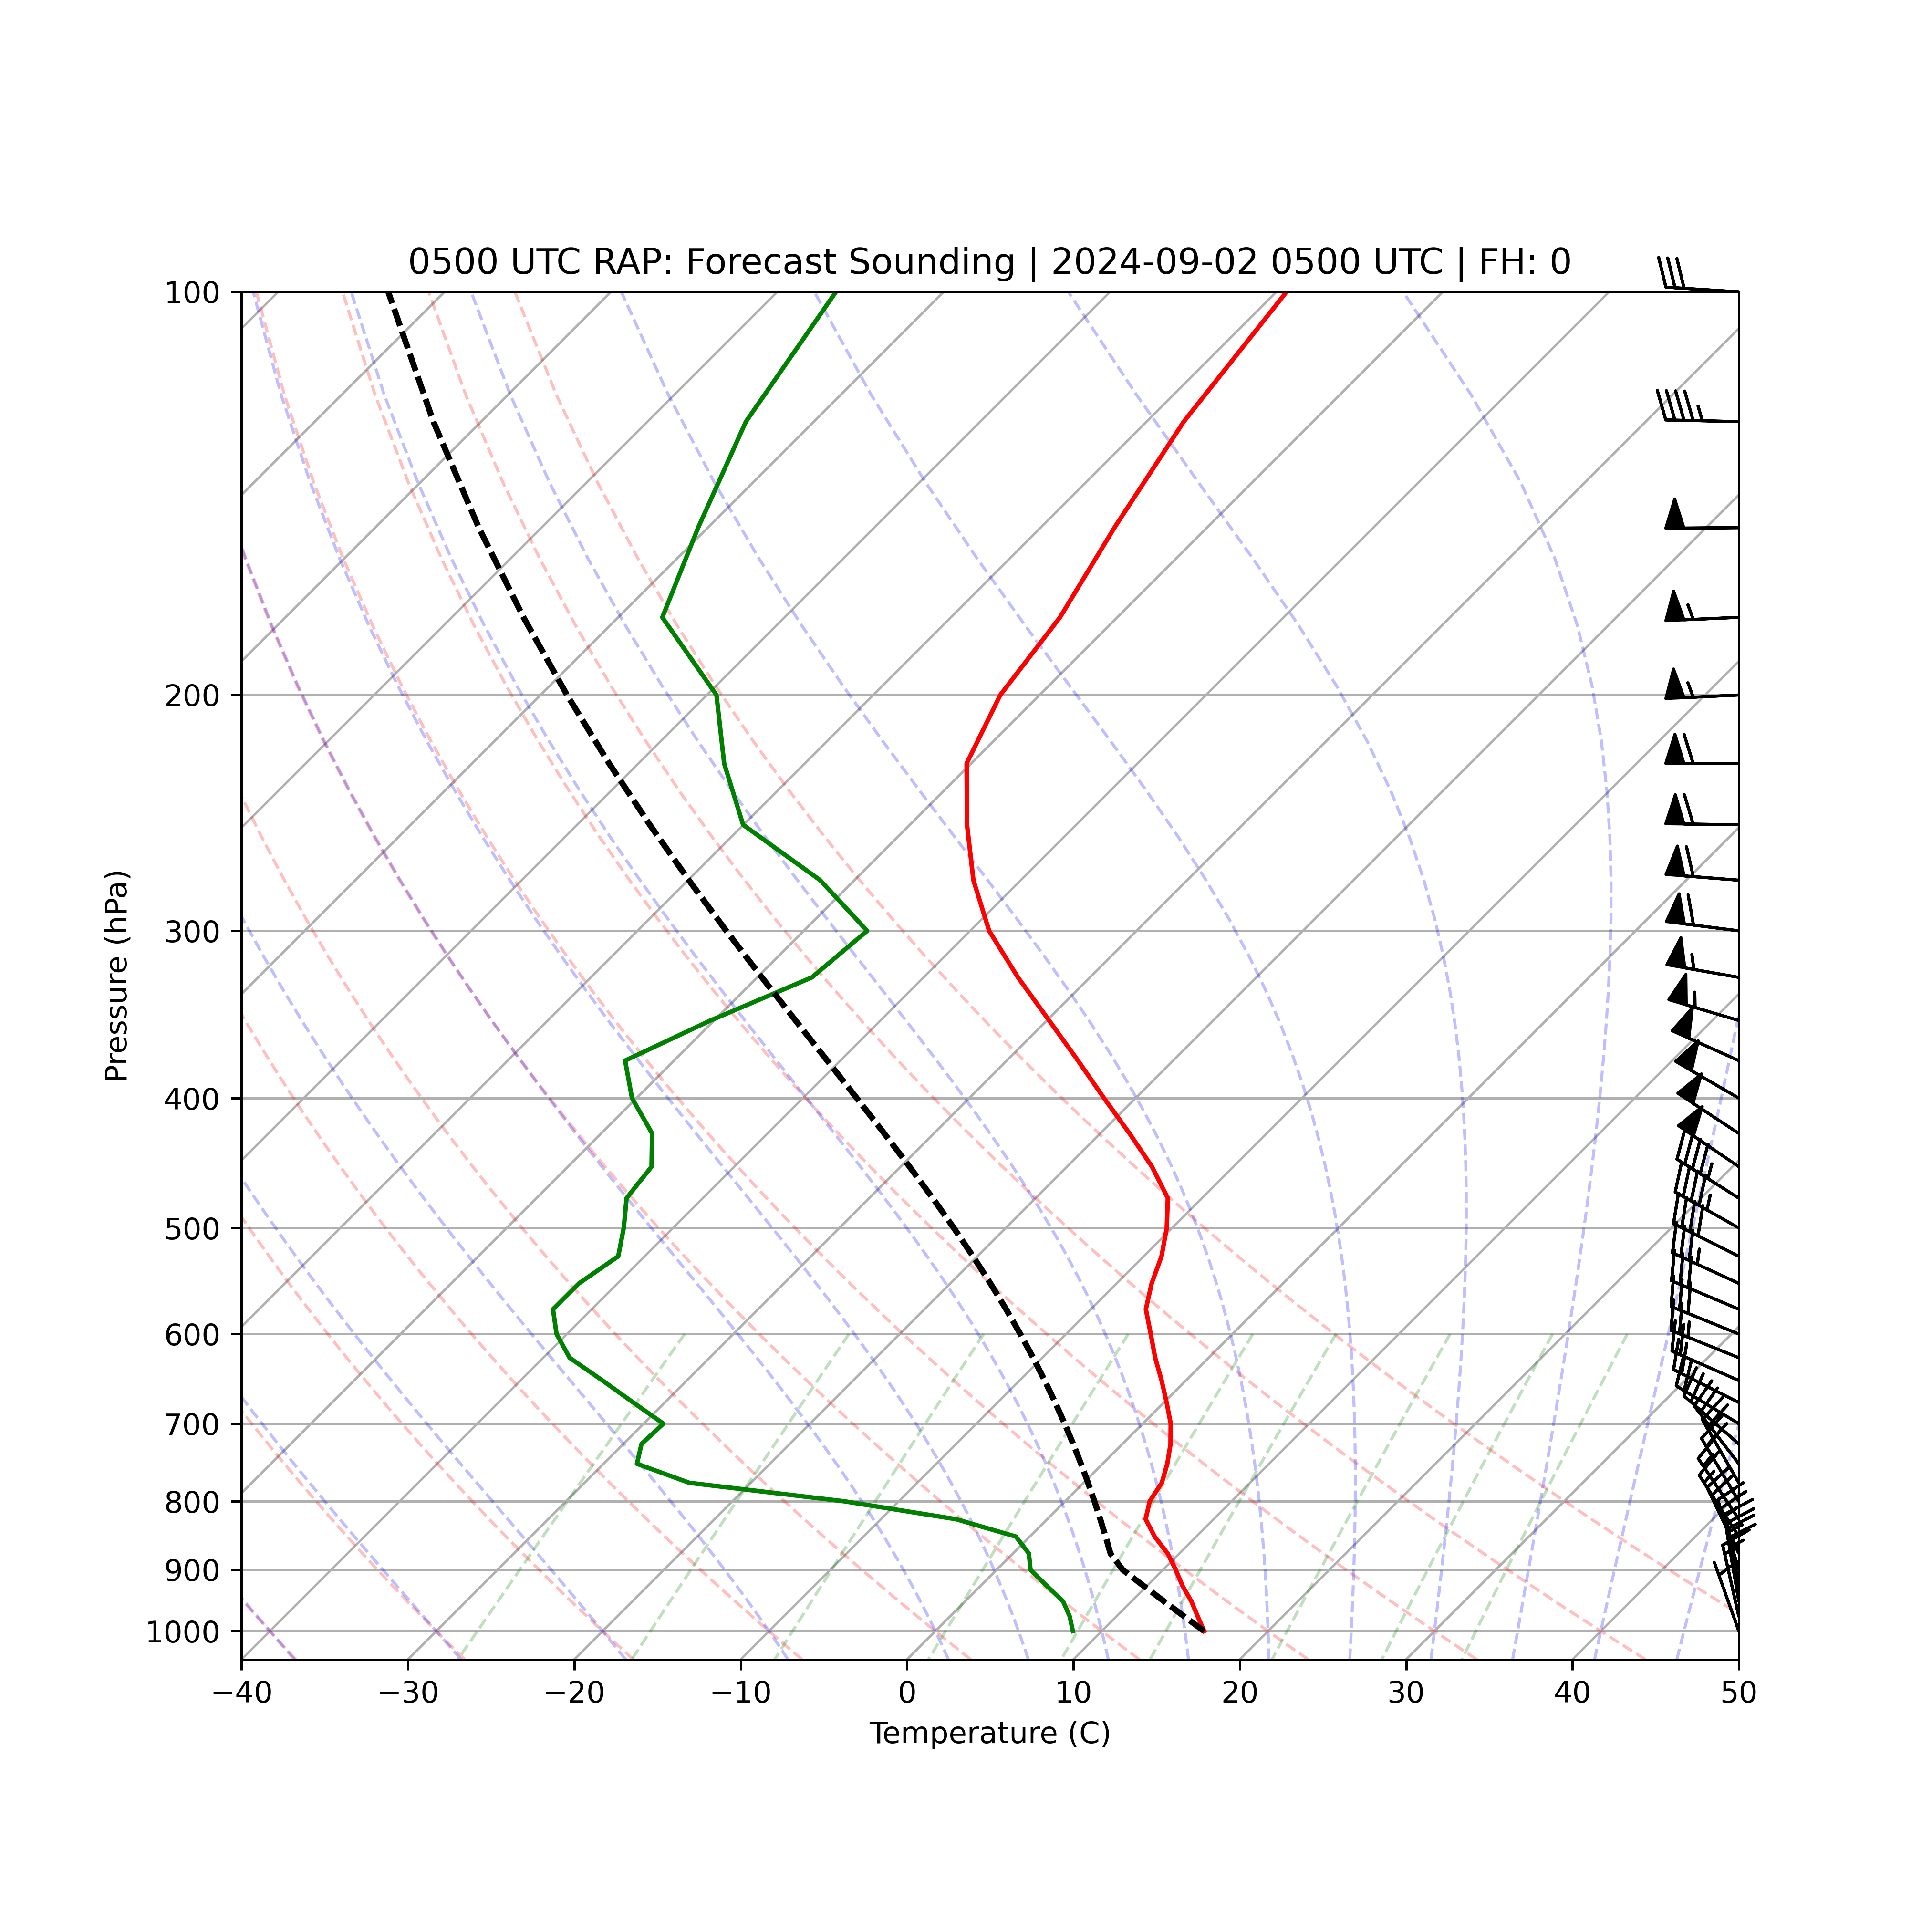 0500 UTC RAP: Forecast Sounding | 2024-09-02 0500 UTC | FH: 0
100
200
300
400
500
600
700
800
900
1000
Pressure (hPa)
−40 −30 −20 −10 0 10 20 30 40 50
Temperature (C)